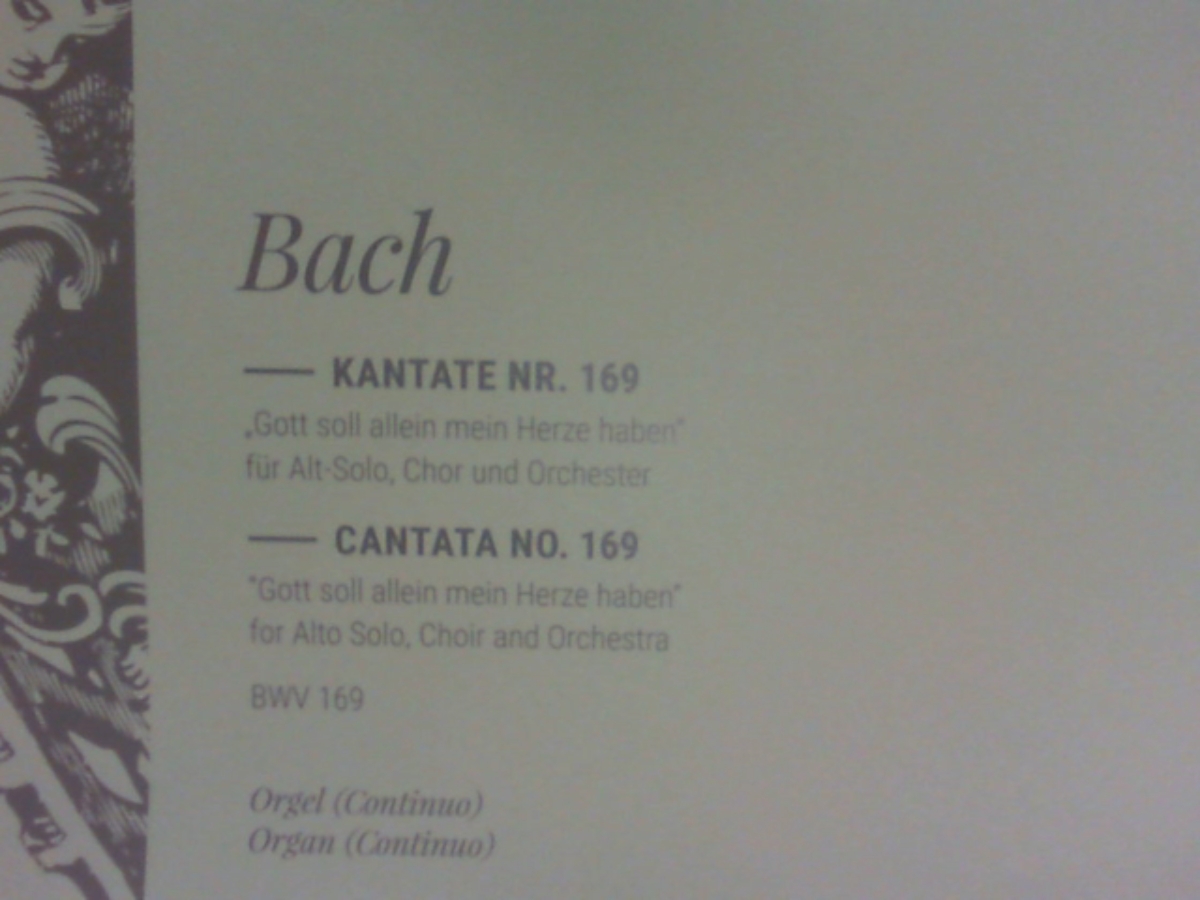 Bach
KANTATE NR. 169
„Gott soll allein mein Herze haben"
für Alt-Solo, Chor und Orchester
CANTATA NO. 169
"Gott soll allein mein Herze haben"
for Alto Solo, Choir and Orchestra
BWV 169
Orgel (Continuo)
Organ (Continuo)